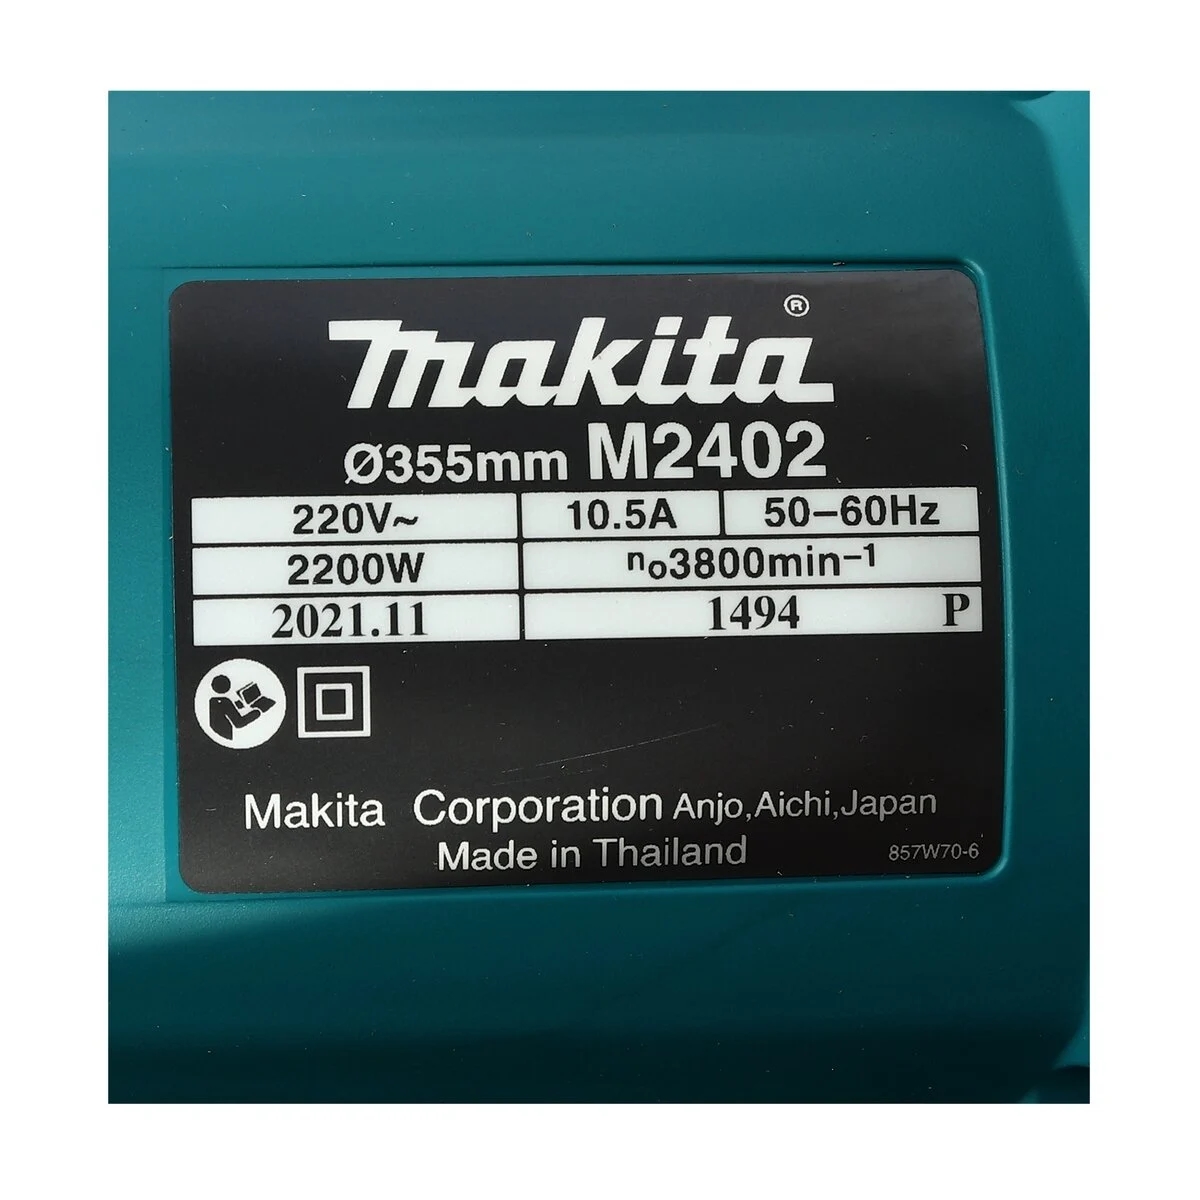 makita®
Ø355mm M2402
220V~ 10.5A 50–60Hz
2200W no3800min–1
2021.11 1494 P
Makita Corporation Anjo,Aichi,Japan
Made in Thailand 857W70-6